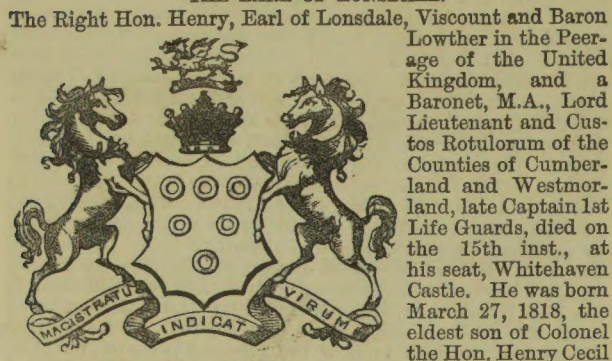 The Right Hon. Henry, Earl of Lonsdale, Viscount and Baron
Lowther in the Peer-
age of the United
Kingdom, and a
Baronet, M.A., Lord
Lieutenant and Cus-
tos Rotulorum of the
Counties of Cumber-
land and Westmor-
land, late Captain 1st
Life Guards, died on
the 15th inst., at
his seat, Whitehaven
Castle. He was born
March 27, 1818, the
eldest son of Colonel
the Hon. Henry Cecil
MAGISTRATUS INDICAT VIRUM